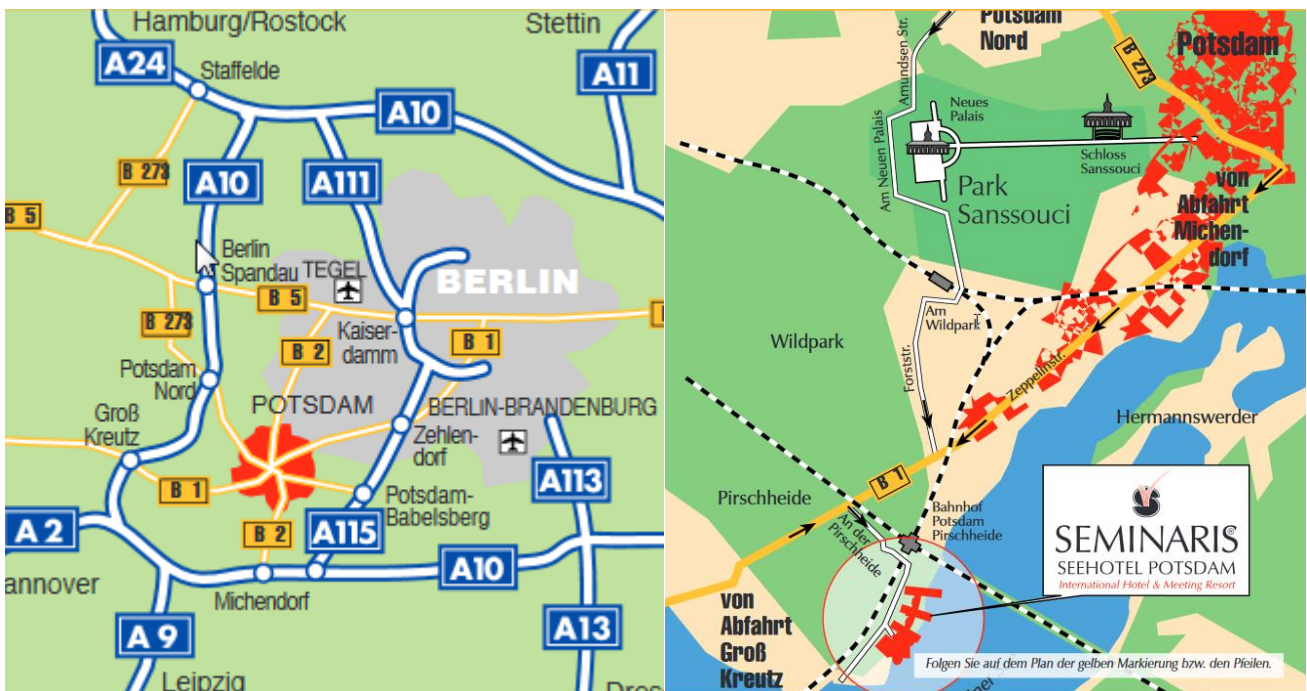 Hamburg/Rostock
Stettin
A24
Staffelde
A11
A10
B 273
A10
A111
B 5
Berlin
Spandau
TEGEL
BERLIN
B 5
B 273
Kaiser-
damm
B 2
B 1
Potsdam
Nord
POTSDAM
BERLIN-BRANDENBURG
Groß
Kreutz
Zehlen-
dorf
B 1
A113
Potsdam-
Babelsberg
A 2
B 2
A115
A10
annover
Michendorf
A 9
A13
Leipzig
Potsdam
Nord
B 273
Potsdam
Amundsen Str.
Neues
Palais
Schloss
Sanssouci
Am Neuen Palais
Park
Sanssouci
von
Abfahrt
Michen-
dorf
Am
Wildpark
Wildpark
Forststr.
Zeppelinstr.
Hermannswerder
B 1
Pirschheide
An der
Pirschheide
Bahnhof
Potsdam
Pirschheide
SEMINARIS
SEEHOTEL POTSDAM
International Hotel & Meeting Resort
von
Abfahrt
Groß
Kreutz
Folgen Sie auf dem Plan der gelben Markierung bzw. den Pfeilen.